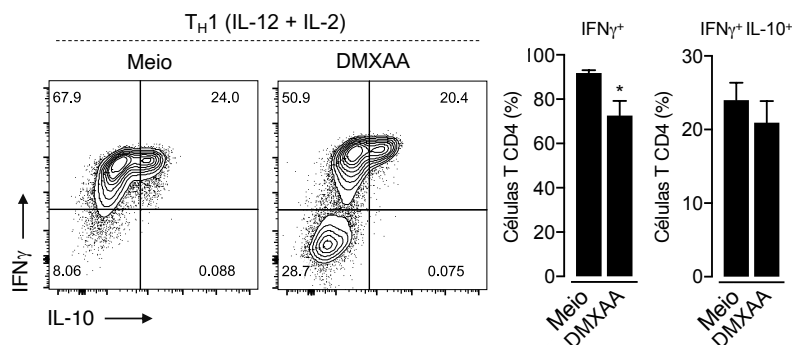 T_H1 (IL-12 + IL-2)
Meio
DMXAA
67.9
24.0
8.06
0.088
50.9
20.4
28.7
0.075
IFNγ
IL-10
IFNγ⁺
Células T CD4 (%)
100
80
60
40
20
0
*
Meio
DMXAA
IFNγ⁺IL-10⁺
Células T CD4 (%)
30
20
10
0
Meio
DMXAA